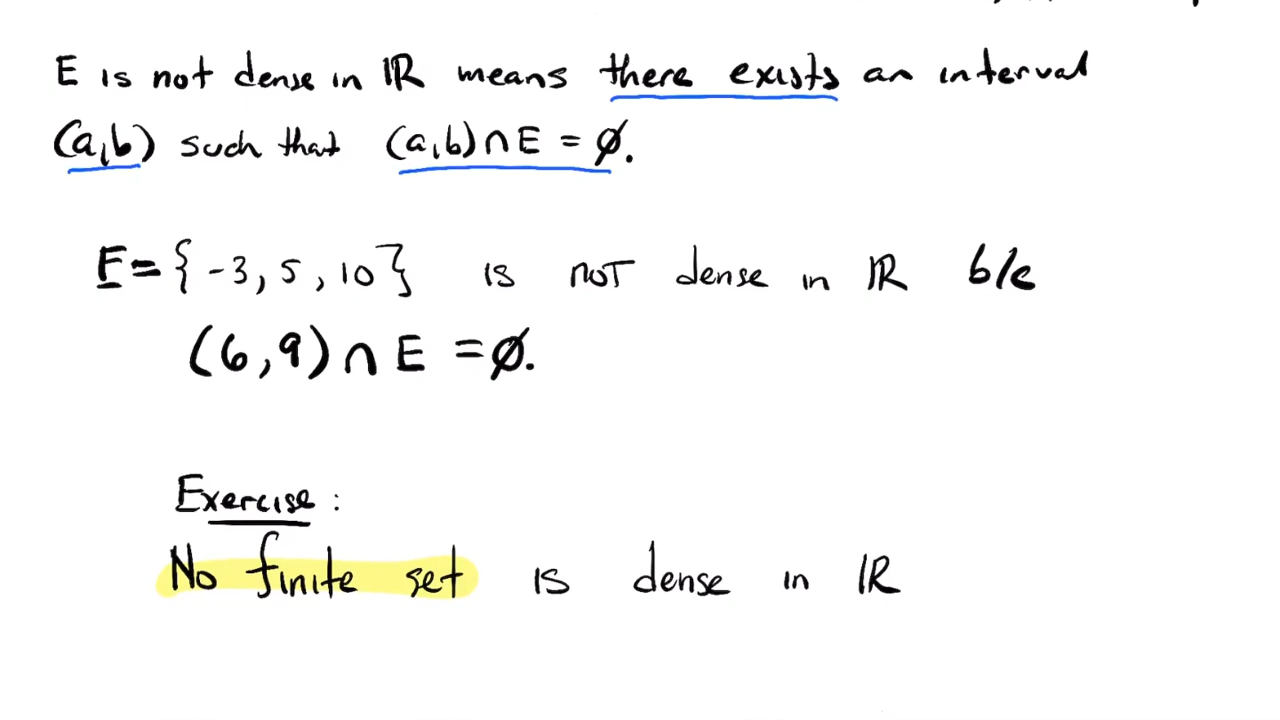 E is not dense in ℝ means there exists an interval
(a,b) such that (a,b) ∩ E = ∅.
E = {-3, 5, 10} is not dense in ℝ b/c
(6, 9) ∩ E = ∅.
Exercise:
No finite set is dense in ℝ